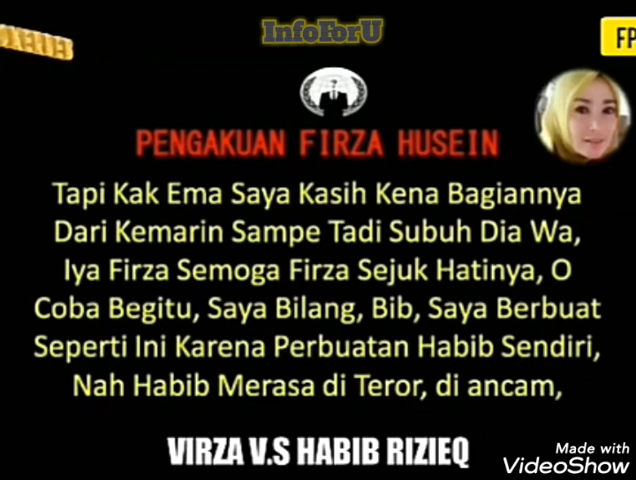 InfoForU
FP
PENGAKUAN FIRZA HUSEIN
Tapi Kak Ema Saya Kasih Kena Bagiannya
Dari Kemarin Sampe Tadi Subuh Dia Wa,
Iya Firza Semoga Firza Sejuk Hatinya, O
Coba Begitu, Saya Bilang, Bib, Saya Berbuat
Seperti Ini Karena Perbuatan Habib Sendiri,
Nah Habib Merasa di Teror, di ancam,
VIRZA V.S HABIB RIZIEQ
Made with
VideoShow